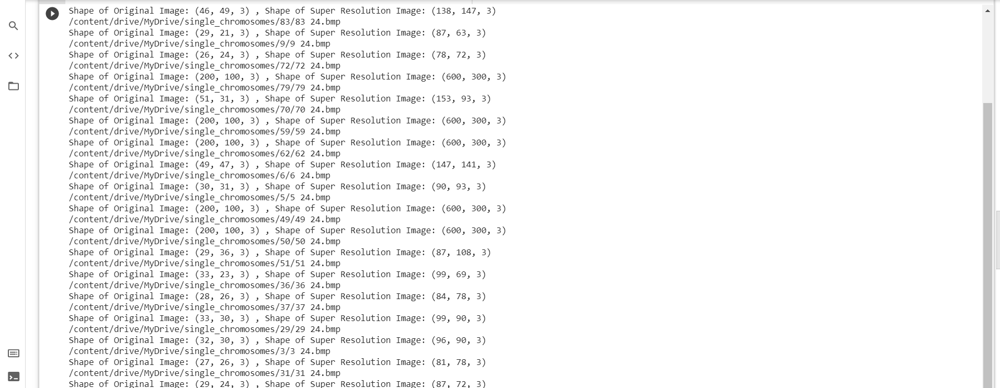 Shape of Original Image: (46, 49, 3) , Shape of Super Resolution Image: (138, 147, 3)
/content/drive/MyDrive/single_chromosomes/83/83 24.bmp
Shape of Original Image: (29, 21, 3) , Shape of Super Resolution Image: (87, 63, 3)
/content/drive/MyDrive/single_chromosomes/9/9 24.bmp
Shape of Original Image: (26, 24, 3) , Shape of Super Resolution Image: (78, 72, 3)
/content/drive/MyDrive/single_chromosomes/72/72 24.bmp
Shape of Original Image: (200, 100, 3) , Shape of Super Resolution Image: (600, 300, 3)
/content/drive/MyDrive/single_chromosomes/79/79 24.bmp
Shape of Original Image: (51, 31, 3) , Shape of Super Resolution Image: (153, 93, 3)
/content/drive/MyDrive/single_chromosomes/70/70 24.bmp
Shape of Original Image: (200, 100, 3) , Shape of Super Resolution Image: (600, 300, 3)
/content/drive/MyDrive/single_chromosomes/59/59 24.bmp
Shape of Original Image: (200, 100, 3) , Shape of Super Resolution Image: (600, 300, 3)
/content/drive/MyDrive/single_chromosomes/62/62 24.bmp
Shape of Original Image: (49, 47, 3) , Shape of Super Resolution Image: (147, 141, 3)
/content/drive/MyDrive/single_chromosomes/6/6 24.bmp
Shape of Original Image: (30, 31, 3) , Shape of Super Resolution Image: (90, 93, 3)
/content/drive/MyDrive/single_chromosomes/5/5 24.bmp
Shape of Original Image: (200, 100, 3) , Shape of Super Resolution Image: (600, 300, 3)
/content/drive/MyDrive/single_chromosomes/49/49 24.bmp
Shape of Original Image: (200, 100, 3) , Shape of Super Resolution Image: (600, 300, 3)
/content/drive/MyDrive/single_chromosomes/50/50 24.bmp
Shape of Original Image: (29, 36, 3) , Shape of Super Resolution Image: (87, 108, 3)
/content/drive/MyDrive/single_chromosomes/51/51 24.bmp
Shape of Original Image: (33, 23, 3) , Shape of Super Resolution Image: (99, 69, 3)
/content/drive/MyDrive/single_chromosomes/36/36 24.bmp
Shape of Original Image: (28, 26, 3) , Shape of Super Resolution Image: (84, 78, 3)
/content/drive/MyDrive/single_chromosomes/37/37 24.bmp
Shape of Original Image: (33, 30, 3) , Shape of Super Resolution Image: (99, 90, 3)
/content/drive/MyDrive/single_chromosomes/29/29 24.bmp
Shape of Original Image: (32, 30, 3) , Shape of Super Resolution Image: (96, 90, 3)
/content/drive/MyDrive/single_chromosomes/3/3 24.bmp
Shape of Original Image: (27, 26, 3) , Shape of Super Resolution Image: (81, 78, 3)
/content/drive/MyDrive/single_chromosomes/31/31 24.bmp
Shape of Original Image: (29, 24, 3) , Shape of Super Resolution Image: (87, 72, 3)